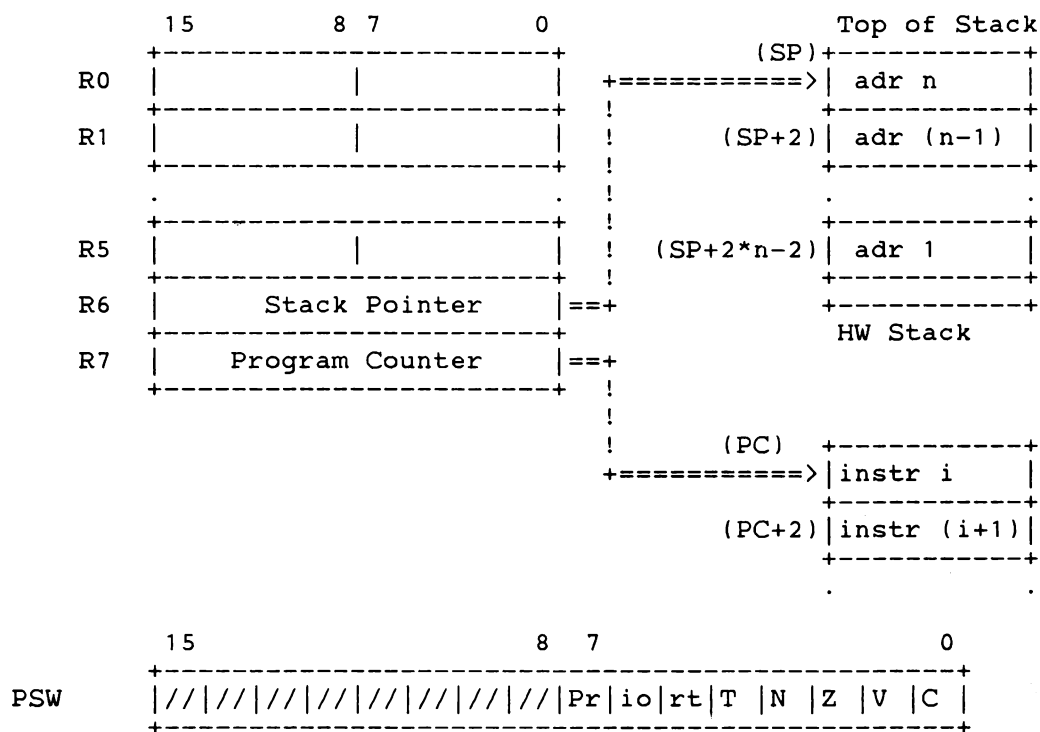 15 8 7 0 Top of Stack
+------------------+ (SP)+-----------+
R0 | | | +===========>| adr n |
+------------------+ ! +-----------+
R1 | | | ! (SP+2)| adr (n-1) |
+------------------+ ! +-----------+
. . ! . .
+------------------+ ! +-----------+
R5 | | | ! (SP+2*n-2)| adr 1 |
+------------------+ ! +-----------+
R6 | Stack Pointer |==+ +-----------+
+------------------+ HW Stack
R7 | Program Counter |==+
+------------------+ !
!
! (PC) +-----------+
+===========>|instr i |
+-----------+
(PC+2)|instr (i+1)|
+-----------+
. .
15 8 7 0
+------------------------------------+
PSW |//|//|//|//|//|//|//|//|Pr|io|rt|T |N |Z |V |C |
+------------------------------------+